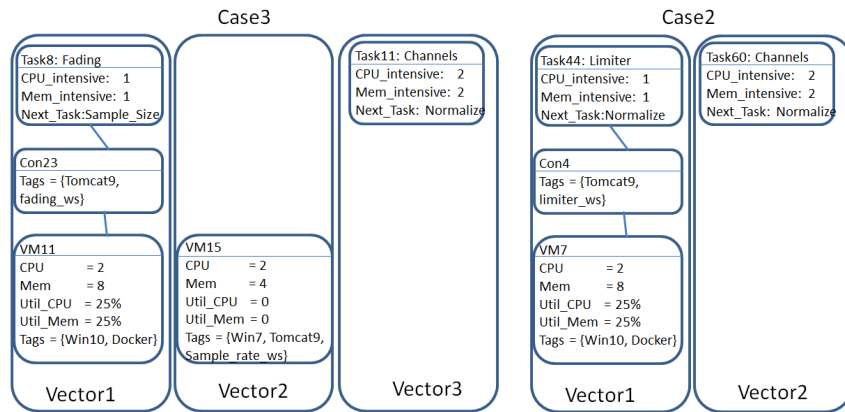 Case3
Task8: Fading
CPU_intensive: 1
Mem_intensive: 1
Next_Task:Sample_Size
Con23
Tags = {Tomcat9,
fading_ws}
VM11
CPU = 2
Mem = 8
Util_CPU = 25%
Util_Mem = 25%
Tags = {Win10, Docker}
Vector1
VM15
CPU = 2
Mem = 4
Util_CPU = 0
Util_Mem = 0
Tags = {Win7, Tomcat9,
Sample_rate_ws}
Vector2
Task11: Channels
CPU_intensive: 2
Mem_intensive: 2
Next_Task: Normalize
Vector3
Case2
Task44: Limiter
CPU_intensive: 1
Mem_intensive: 1
Next_Task:Normalize
Con4
Tags = {Tomcat9,
limiter_ws}
VM7
CPU = 2
Mem = 8
Util_CPU = 25%
Util_Mem = 25%
Tags = {Win10, Docker}
Vector1
Task60: Channels
CPU_intensive: 2
Mem_intensive: 2
Next_Task: Normalize
Vector2